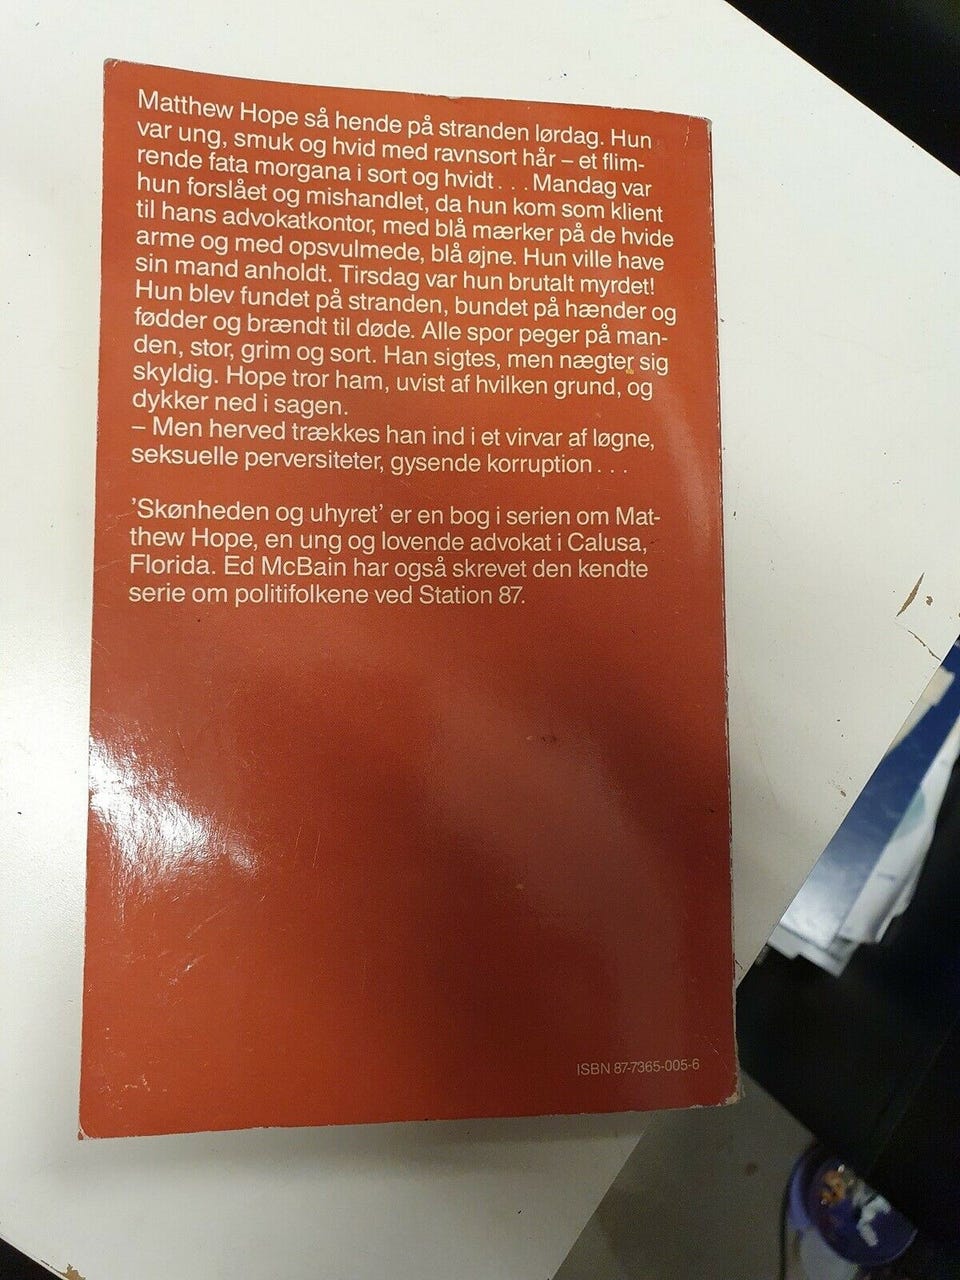 Matthew Hope så hende på stranden lørdag. Hun
var ung, smuk og hvid med ravnsort hår – et flim-
rende fata morgana i sort og hvidt . . . Mandag var
hun forslået og mishandlet, da hun kom som klient
til hans advokatkontor, med blå mærker på de hvide
arme og med opsvulmede, blå øjne. Hun ville have
sin mand anholdt. Tirsdag var hun brutalt myrdet!
Hun blev fundet på stranden, bundet på hænder og
fødder og brændt til døde. Alle spor peger på man-
den, stor, grim og sort. Han sigtes, men nægter sig
skyldig. Hope tror ham, uvist af hvilken grund, og
dykker ned i sagen.
– Men herved trækkes han ind i et virvar af løgne,
seksuelle perversiteter, gysende korruption . . .
'Skønheden og uhyret' er en bog i serien om Mat-
thew Hope, en ung og lovende advokat i Calusa,
Florida. Ed McBain har også skrevet den kendte
serie om politifolkene ved Station 87.
ISBN 87-7365-005-6